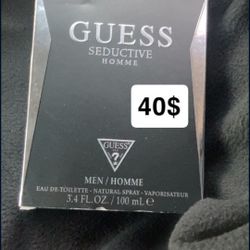 GUESS
SEDUCTIVE
HOMME
40$
GUESS
?
MEN / HOMME
EAU DE-TOILETTE - NATURAL SPRAY - VAPORISATEUR
3.4 FL.OZ. / 100 mL e